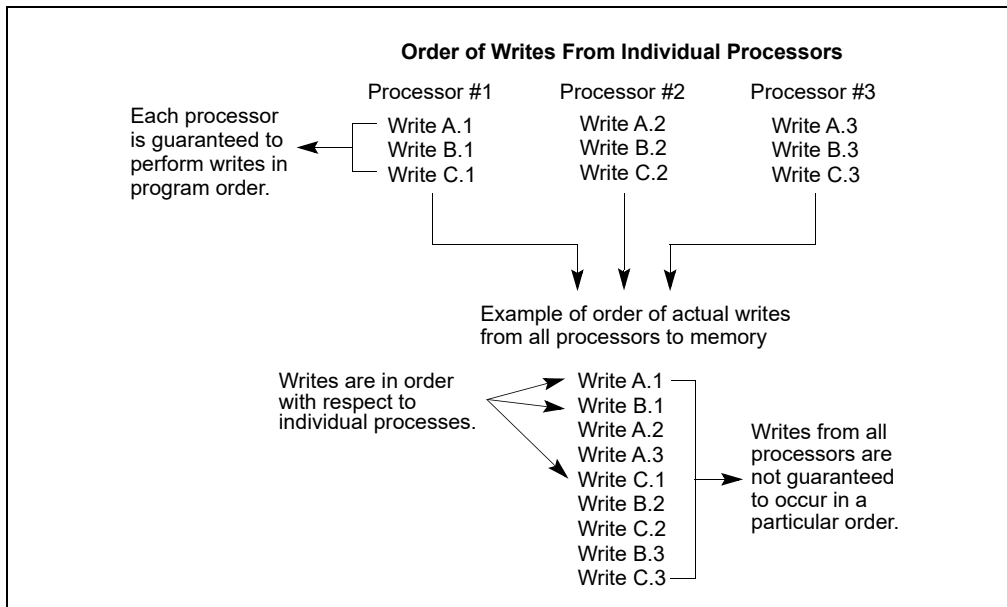 Order of Writes From Individual Processors
Processor #1
Processor #2
Processor #3
Each processor
is guaranteed to
perform writes in
program order.
Write A.1
Write B.1
Write C.1
Write A.2
Write B.2
Write C.2
Write A.3
Write B.3
Write C.3
Example of order of actual writes
from all processors to memory
Writes are in order
with respect to
individual processes.
Write A.1
Write B.1
Write A.2
Write A.3
Write C.1
Write B.2
Write C.2
Write B.3
Write C.3
Writes from all
processors are
not guaranteed
to occur in a
particular order.